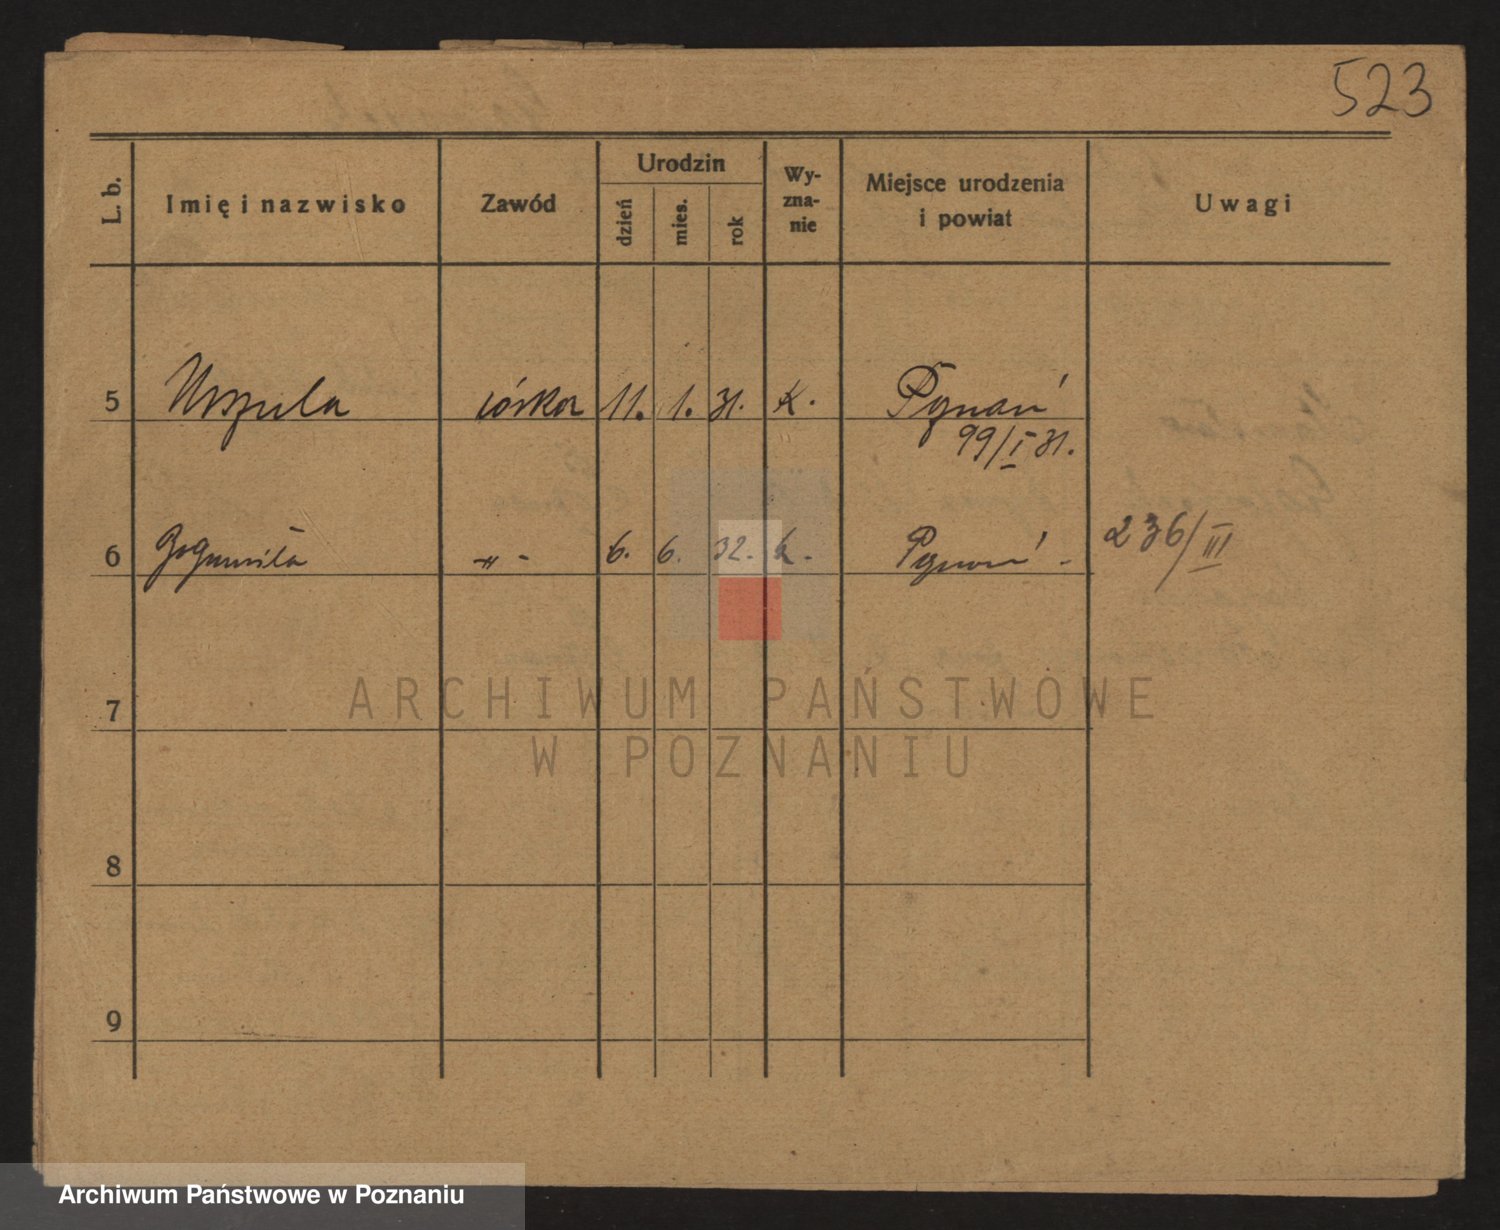 523
L. b.
Imię i nazwisko
Zawód
Urodzin
dzień
mies.
rok
Wy-
zna-
nie
Miejsce urodzenia
i powiat
Uwagi
5 Urszula córka 11. 1. 31. K. Poznań
99/I 31.
6 Bogumiła -„- 6. 6. 32. k. Poznań - 236/III
7
8
9
ARCHIWUM PAŃSTWOWE
W POZNANIU
Archiwum Państwowe w Poznaniu